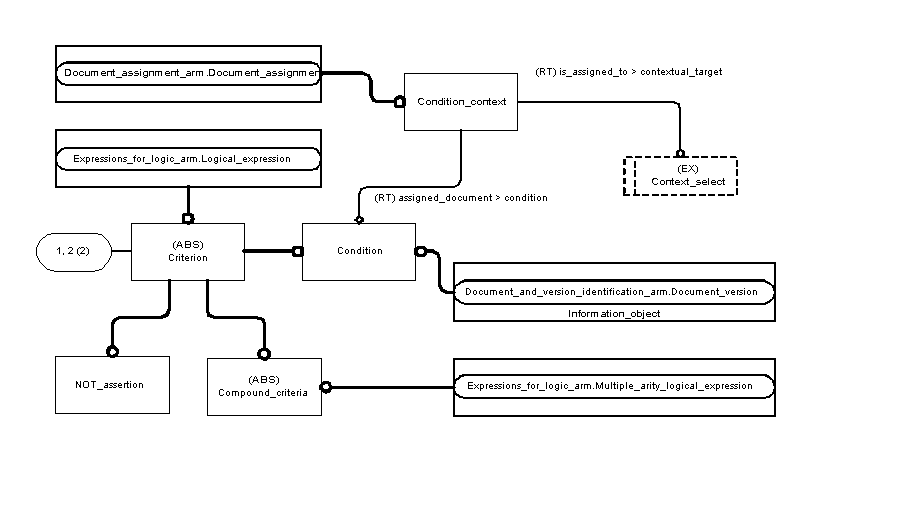 Document_assignment_arm.Document_assignmen
(RT) is_assigned_to > contextual_target
Condition_context
Expressions_for_logic_arm.Logical_expression
(EX)
Context_select
(RT) assigned_document > condition
1, 2 (2)
(ABS)
Criterion
Condition
Document_and_version_identification_arm.Document_version
Information_object
NOT_assertion
(ABS)
Compound_criteria
Expressions_for_logic_arm.Multiple_arity_logical_expression